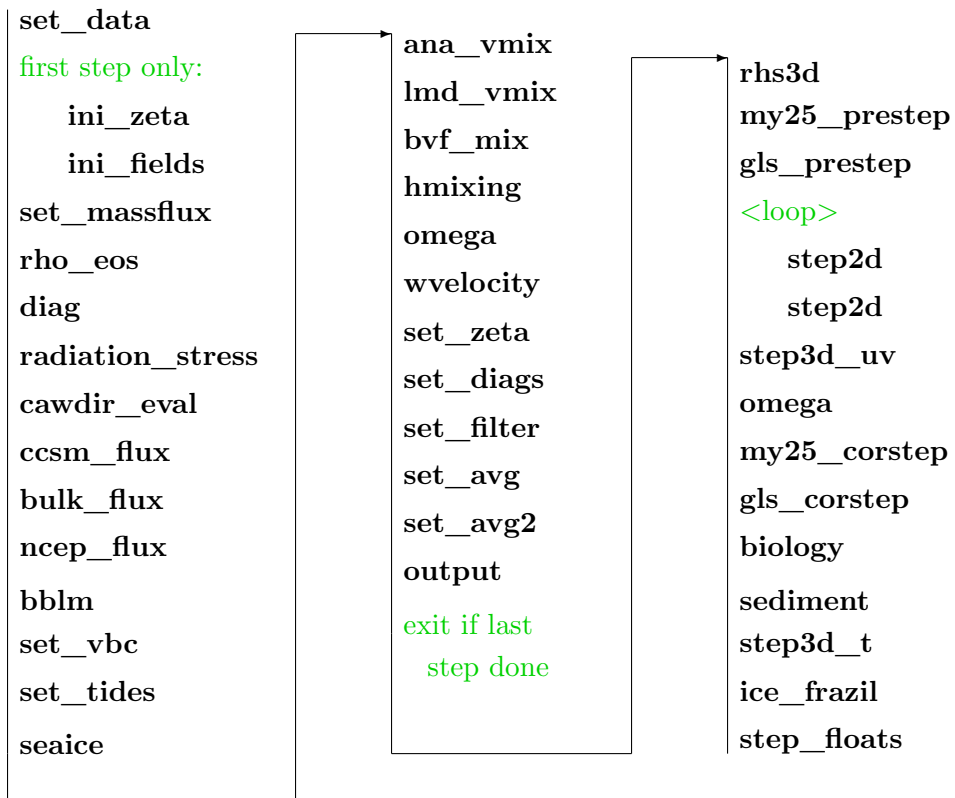 set_data
first step only:
ini_zeta
ini_fields
set_massflux
rho_eos
diag
radiation_stress
cawdir_eval
ccsm_flux
bulk_flux
ncep_flux
bblm
set_vbc
set_tides
seaice
ana_vmix
lmd_vmix
bvf_mix
hmixing
omega
wvelocity
set_zeta
set_diags
set_filter
set_avg
set_avg2
output
exit if last
step done
rhs3d
my25_prestep
gls_prestep
<loop>
step2d
step2d
step3d_uv
omega
my25_corstep
gls_corstep
biology
sediment
step3d_t
ice_frazil
step_floats